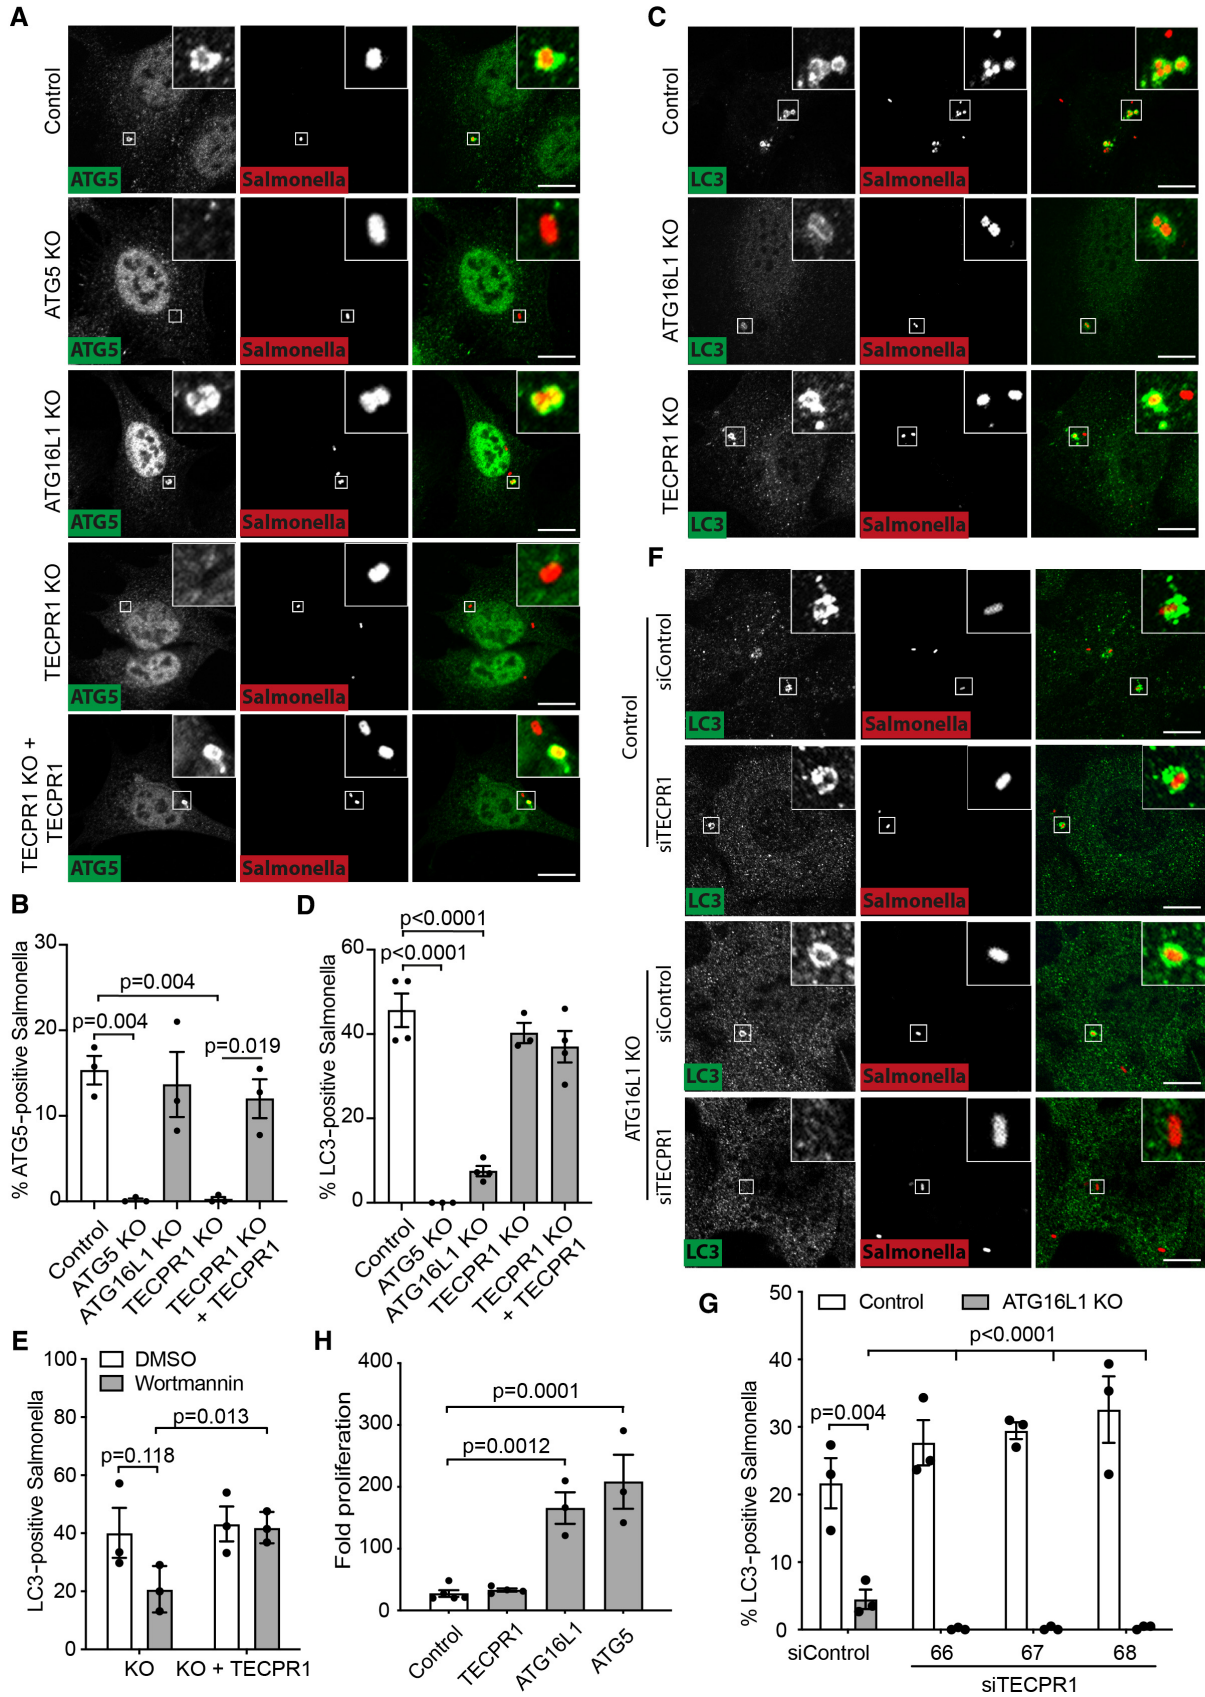 A
Control
ATG5
Salmonella
ATG5 KO
ATG5
Salmonella
ATG16L1 KO
ATG5
Salmonella
TECPR1 KO
ATG5
Salmonella
TECPR1 KO +
TECPR1
ATG5
Salmonella
C
Control
LC3
Salmonella
ATG16L1 KO
LC3
Salmonella
TECPR1 KO
LC3
Salmonella
F
Control
siControl
LC3
Salmonella
siTECPR1
LC3
Salmonella
ATG16L1 KO
siControl
LC3
Salmonella
siTECPR1
LC3
Salmonella
B
% ATG5-positive Salmonella
30
20
10
0
p=0.004
p=0.004
p=0.019
Control
ATG5 KO
ATG16L1 KO
TECPR1 KO
TECPR1 KO
+ TECPR1
D
% LC3-positive Salmonella
60
40
20
0
p<0.0001
p<0.0001
Control
ATG5 KO
ATG16L1 KO
TECPR1 KO
TECPR1 KO
+ TECPR1
E
LC3-positive Salmonella
100
80
60
40
20
0
DMSO
Wortmannin
p=0.013
p=0.118
KO
KO + TECPR1
H
Fold proliferation
400
300
200
100
0
p=0.0001
p=0.0012
Control
TECPR1
ATG16L1
ATG5
G
% LC3-positive Salmonella
50
40
30
20
10
0
Control
ATG16L1 KO
p<0.0001
p=0.004
siControl
66
67
68
siTECPR1